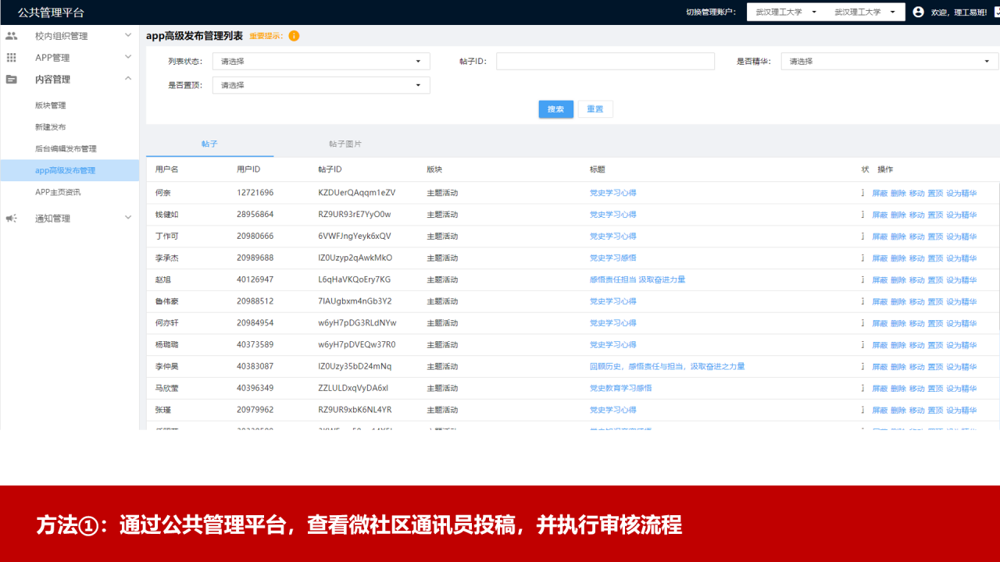 公共管理平台 切换管理账户： 武汉理工大学 武汉理工大学 欢迎，理工易班!
校内组织管理
APP管理
内容管理
版块管理
新建发布
后台编辑发布管理
app高级发布管理
APP主页资讯
通知管理
app高级发布管理列表 重要提示：
列表状态： 请选择 帖子ID： 是否精华： 请选择
是否置顶： 请选择
搜索 重置
帖子 帖子图片
用户名 用户ID 帖子ID 版块 标题 状 操作
何亲 12721696 KZDUerQAqqm1eZV 主题活动 党史学习心得 屏蔽 删除 移动 置顶 设为精华
钱健如 28956864 RZ9UR93rE7YyO0w 主题活动 党史学习心得 屏蔽 删除 移动 置顶 设为精华
丁作可 20980666 6VWFJngYeyk6xQV 主题活动 党史学习心得 屏蔽 删除 移动 置顶 设为精华
李承杰 20989688 IZ0Uzyp2qAwkMkO 主题活动 党史学习感悟 屏蔽 删除 移动 置顶 设为精华
赵旭 40126947 L6qHaVKQoEry7KG 主题活动 感悟责任担当 汲取奋进力量 屏蔽 删除 移动 置顶 设为精华
鲁伟豪 20988512 7IAUgbxm4nGb3Y2 主题活动 党史学习心得 屏蔽 删除 移动 置顶 设为精华
何亦轩 20984954 w6yH7pDG3RLdNYw 主题活动 党史学习心得 屏蔽 删除 移动 置顶 设为精华
杨璐璐 40373589 w6yH7pDVEQw37R0 主题活动 党史学习心得 屏蔽 删除 移动 置顶 设为精华
李仲昊 40383087 IZ0Uzy35bD24mNq 主题活动 回顾历史，感悟责任与担当，汲取奋进之力量 屏蔽 删除 移动 置顶 设为精华
马欣莹 40396349 ZZLULDxqVyDA6xl 主题活动 党史教育学习感悟 屏蔽 删除 移动 置顶 设为精华
张瑾 20979962 RZ9UR9xbK6NL4YR 主题活动 党史学习心得 屏蔽 删除 移动 置顶 设为精华
方法①：通过公共管理平台，查看微社区通讯员投稿，并执行审核流程